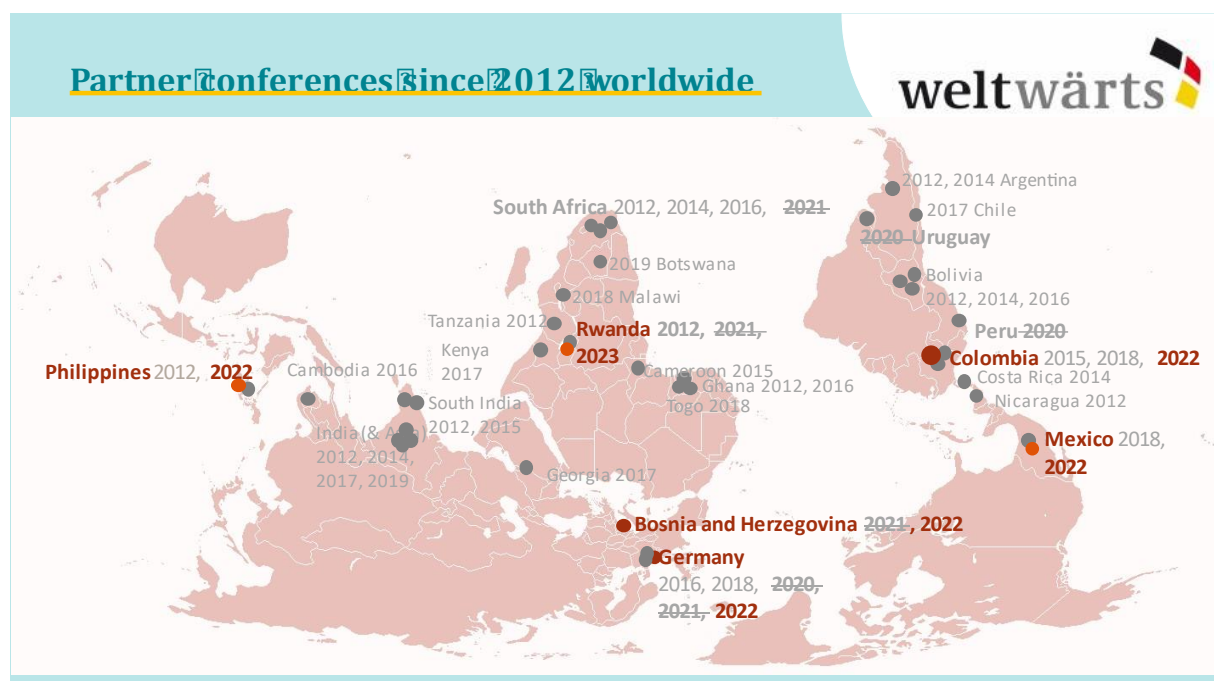 Partner conferences since 2012 worldwide
weltwärts
2012, 2014 Argentina
South Africa 2012, 2014, 2016, 2021
2017 Chile
2020 Uruguay
2019 Botswana
Bolivia
2012, 2014, 2016
2018 Malawi
Tanzania 2012
Rwanda 2012, 2021,
2023
Peru 2020
Kenya
2017
Colombia 2015, 2018, 2022
Philippines 2012, 2022
Cambodia 2016
Cameroon 2015
Costa Rica 2014
Ghana 2012, 2016
Togo 2018
Nicaragua 2012
South India
2012, 2015
India (& Asia)
2012, 2014,
2017, 2019
Mexico 2018,
2022
Georgia 2017
Bosnia and Herzegovina 2021, 2022
Germany
2016, 2018, 2020,
2021, 2022